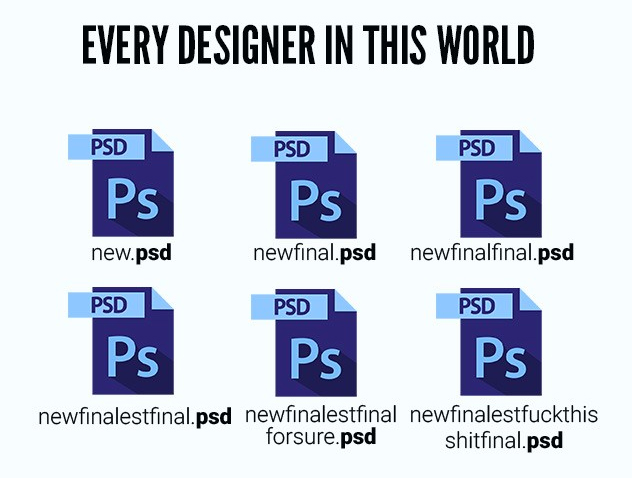 EVERY DESIGNER IN THIS WORLD
PSD PSD PSD
Ps Ps Ps
new.psd newfinal.psd newfinalfinal.psd
PSD PSD PSD
Ps Ps Ps
newfinalestfinal.psd newfinalestfinal newfinalestfuckthis
forsure.psd shitfinal.psd